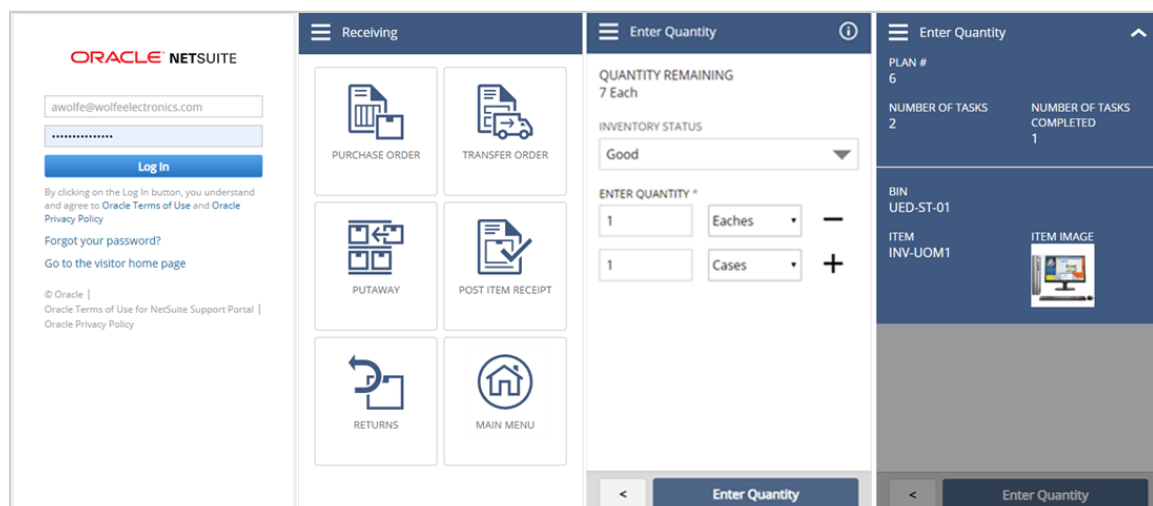 ORACLE NETSUITE
awolfe@wolfeelectronics.com
Log In
By clicking on the Log In button, you understand
and agree to Oracle Terms of Use and Oracle
Privacy Policy
Forgot your password?
Go to the visitor home page
© Oracle |
Oracle Terms of Use for NetSuite Support Portal |
Oracle Privacy Policy
Receiving
PURCHASE ORDER
TRANSFER ORDER
PUTAWAY
POST ITEM RECEIPT
RETURNS
MAIN MENU
Enter Quantity
QUANTITY REMAINING
7 Each
INVENTORY STATUS
Good
ENTER QUANTITY *
1 Eaches
1 Cases
< Enter Quantity
Enter Quantity
PLAN #
6
NUMBER OF TASKS
2
NUMBER OF TASKS
COMPLETED
1
BIN
UED-ST-01
ITEM
INV-UOM1
ITEM IMAGE
< Enter Quantity